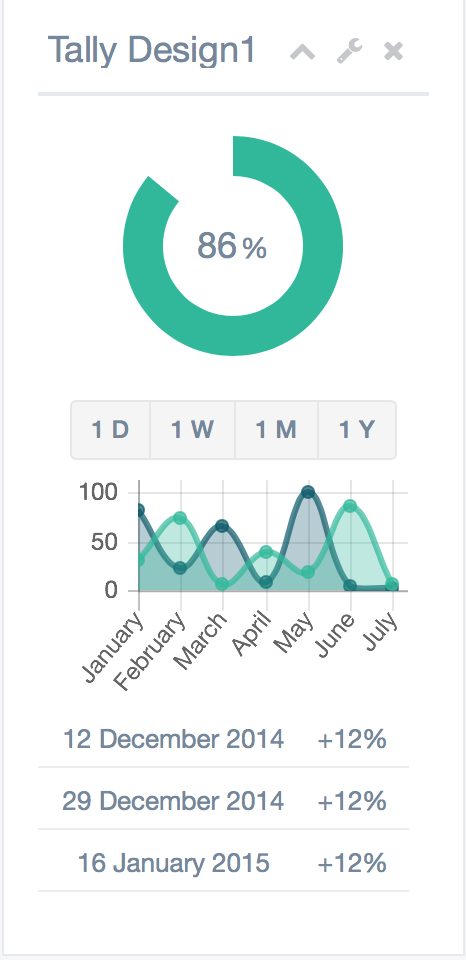 Tally Design1
86%
1 D 1 W 1 M 1 Y
100
50
0
January February March April May June July
12 December 2014 +12%
29 December 2014 +12%
16 January 2015 +12%